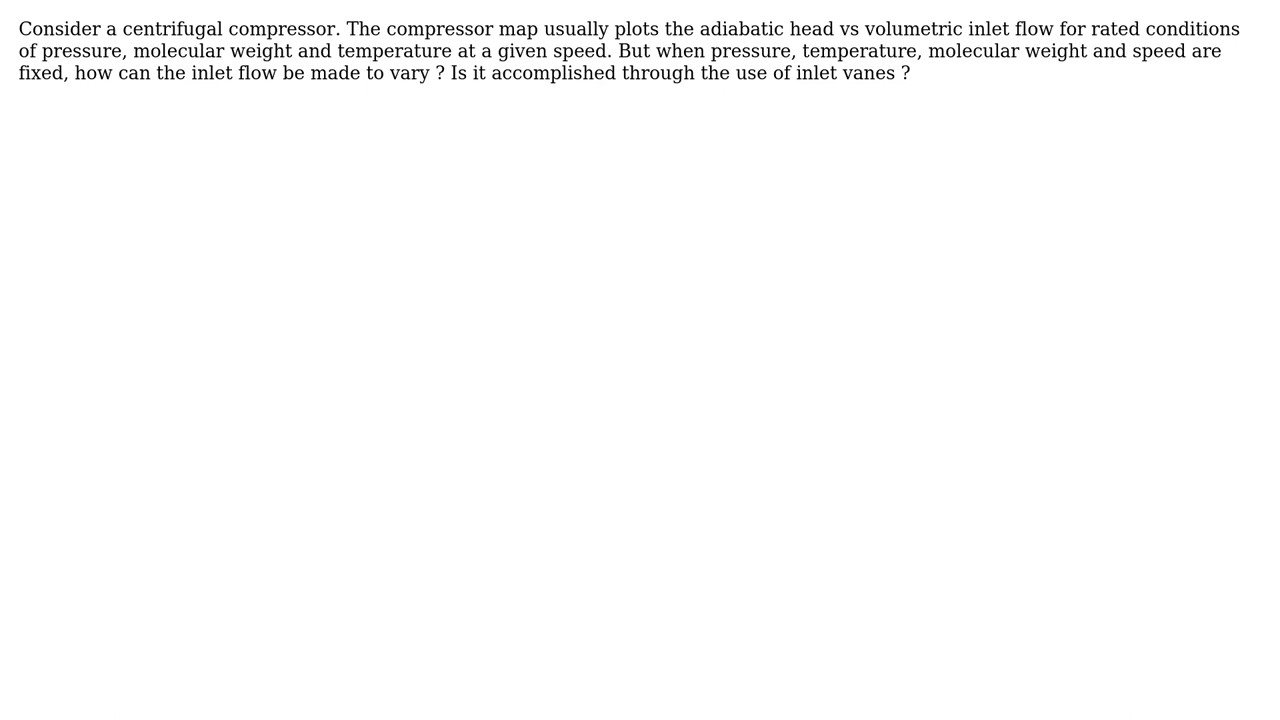 Consider a centrifugal compressor. The compressor map usually plots the adiabatic head vs volumetric inlet flow for rated conditions
of pressure, molecular weight and temperature at a given speed. But when pressure, temperature, molecular weight and speed are
fixed, how can the inlet flow be made to vary ? Is it accomplished through the use of inlet vanes ?